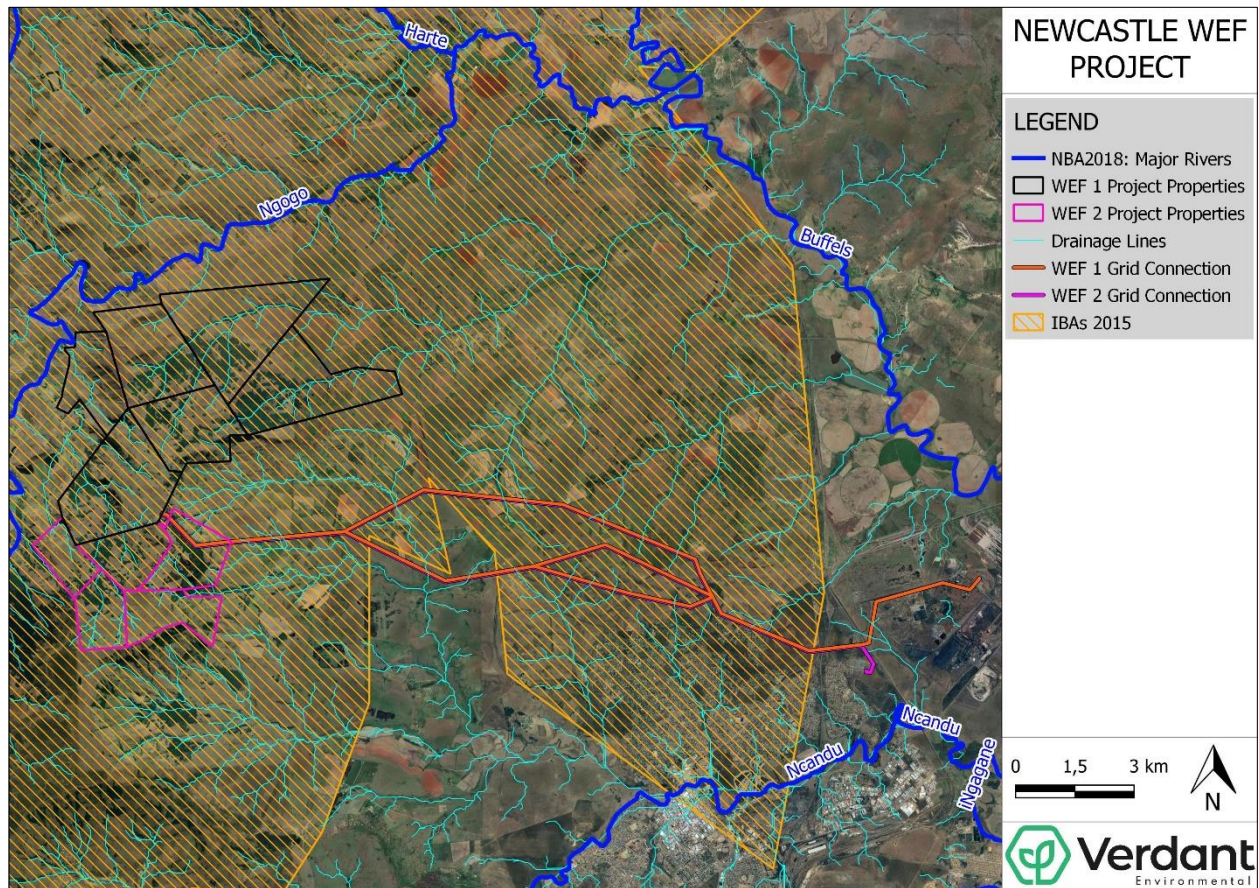 NEWCASTLE WEF
PROJECT
LEGEND
NBA2018: Major Rivers
WEF 1 Project Properties
WEF 2 Project Properties
Drainage Lines
WEF 1 Grid Connection
WEF 2 Grid Connection
IBAs 2015
Harte
Ngogo
Buffels
Ncandu
Ncandu
iNgagane
0 1,5 3 km
N
Verdant
Environmental